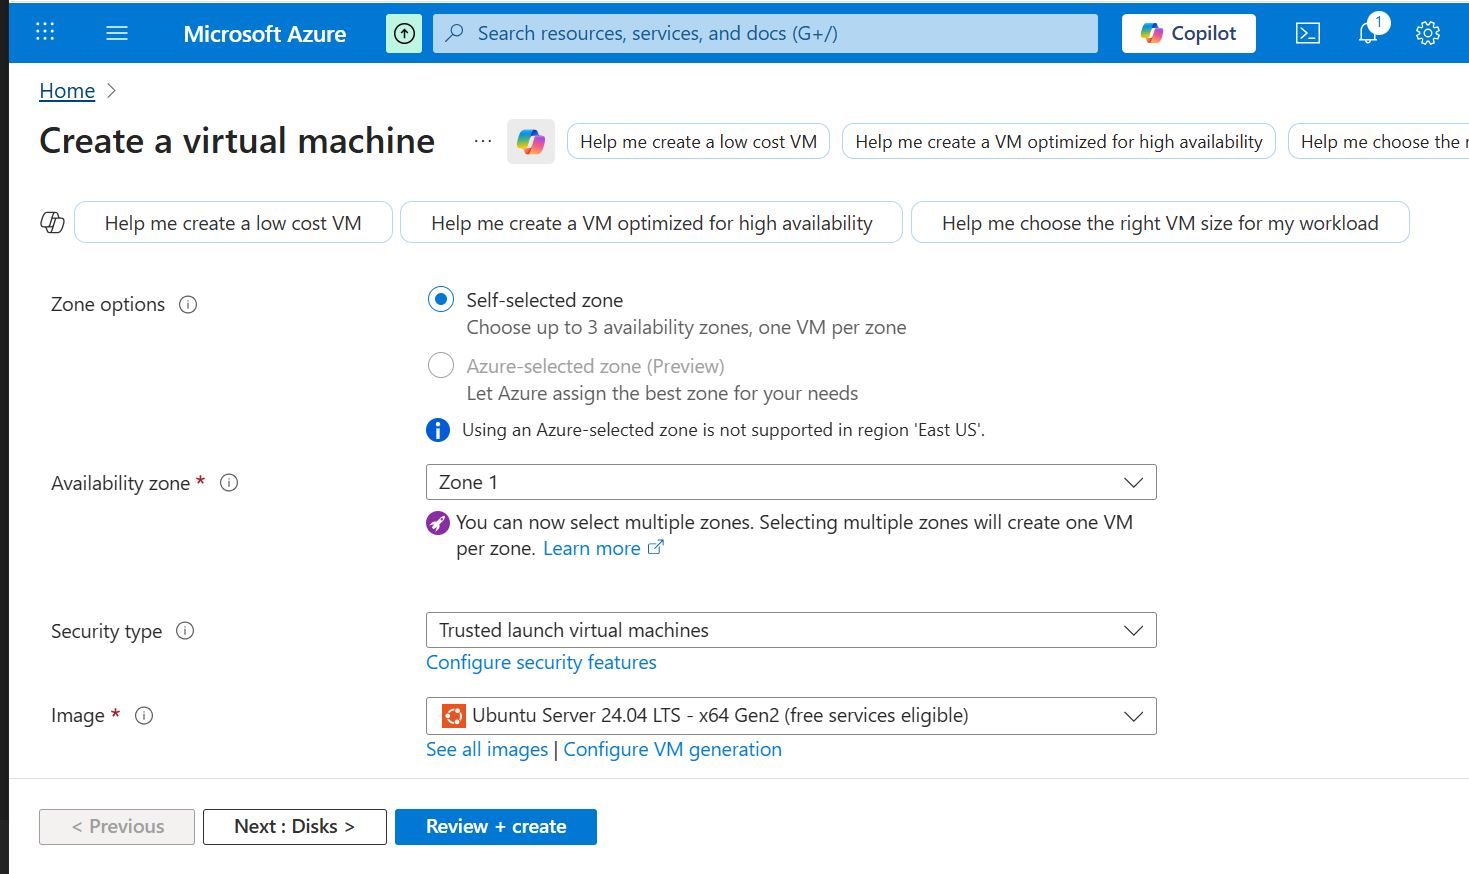 Microsoft Azure
Search resources, services, and docs (G+/)
Copilot
1
Home
Create a virtual machine
Help me create a low cost VM
Help me create a VM optimized for high availability
Help me choose the
Help me create a low cost VM
Help me create a VM optimized for high availability
Help me choose the right VM size for my workload
Zone options
Self-selected zone
Choose up to 3 availability zones, one VM per zone
Azure-selected zone (Preview)
Let Azure assign the best zone for your needs
Using an Azure-selected zone is not supported in region 'East US'.
Availability zone *
Zone 1
You can now select multiple zones. Selecting multiple zones will create one VM
per zone. Learn more
Security type
Trusted launch virtual machines
Configure security features
Image *
Ubuntu Server 24.04 LTS - x64 Gen2 (free services eligible)
See all images | Configure VM generation
< Previous
Next : Disks >
Review + create